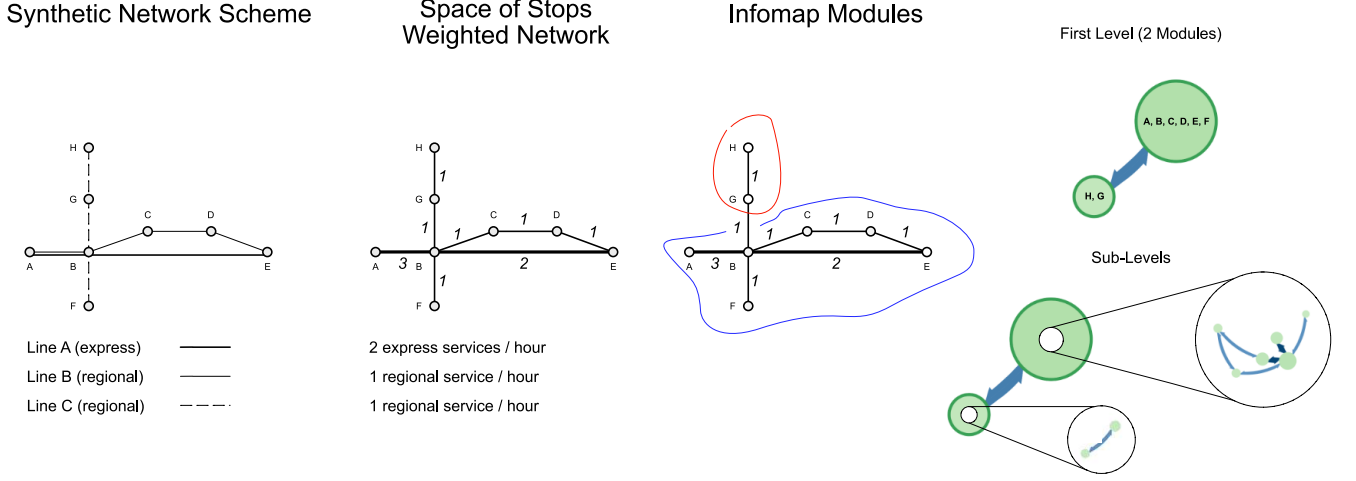 Synthetic Network Scheme
H
G
C
D
A
B
E
F
Line A (express)
Line B (regional)
Line C (regional)
Space of Stops
Weighted Network
H
1
G
C
1
D
1
1
1
A
3
B
2
E
1
F
2 express services / hour
1 regional service / hour
1 regional service / hour
Infomap Modules
H
1
G
C
1
D
1
1
1
A
3
B
2
E
1
F
First Level (2 Modules)
A, B, C, D, E, F
H, G
Sub-Levels